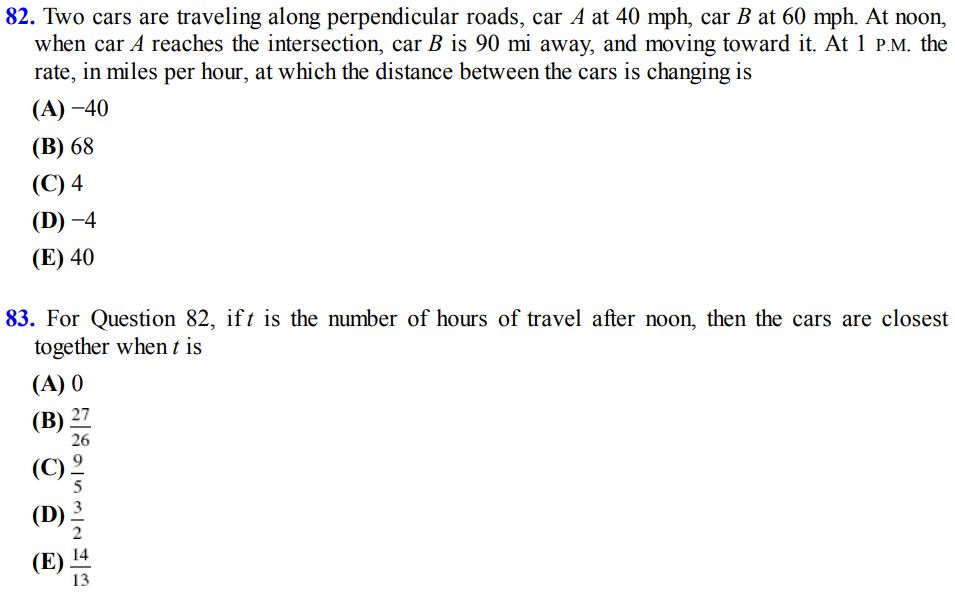 82. Two cars are traveling along perpendicular roads, car A at 40 mph, car B at 60 mph. At noon,
when car A reaches the intersection, car B is 90 mi away, and moving toward it. At 1 P.M. the
rate, in miles per hour, at which the distance between the cars is changing is
(A) −40
(B) 68
(C) 4
(D) −4
(E) 40
83. For Question 82, if t is the number of hours of travel after noon, then the cars are closest
together when t is
(A) 0
(B) 27/26
(C) 9/5
(D) 3/2
(E) 14/13